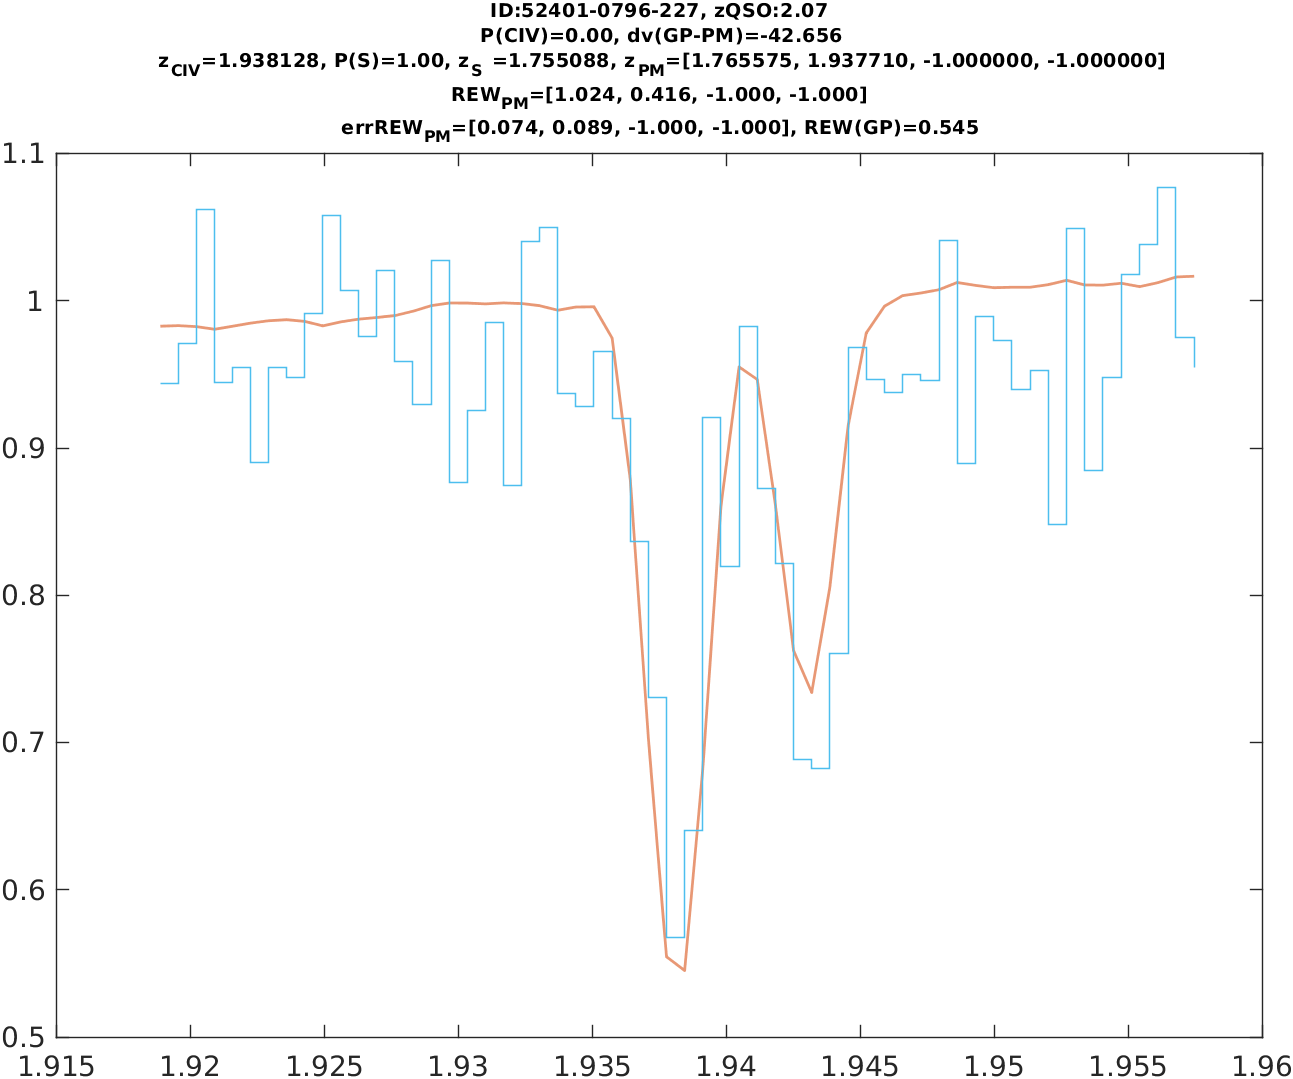 ID:52401-0796-227, zQSO:2.07
P(CIV)=0.00, dv(GP-PM)=-42.656
zCIV=1.938128, P(S)=1.00, zS =1.755088, zPM=[1.765575, 1.937710, -1.000000, -1.000000]
REWPM=[1.024, 0.416, -1.000, -1.000]
errREWPM=[0.074, 0.089, -1.000, -1.000], REW(GP)=0.545
1.1
1
0.9
0.8
0.7
0.6
0.5
1.915 1.92 1.925 1.93 1.935 1.94 1.945 1.95 1.955 1.96